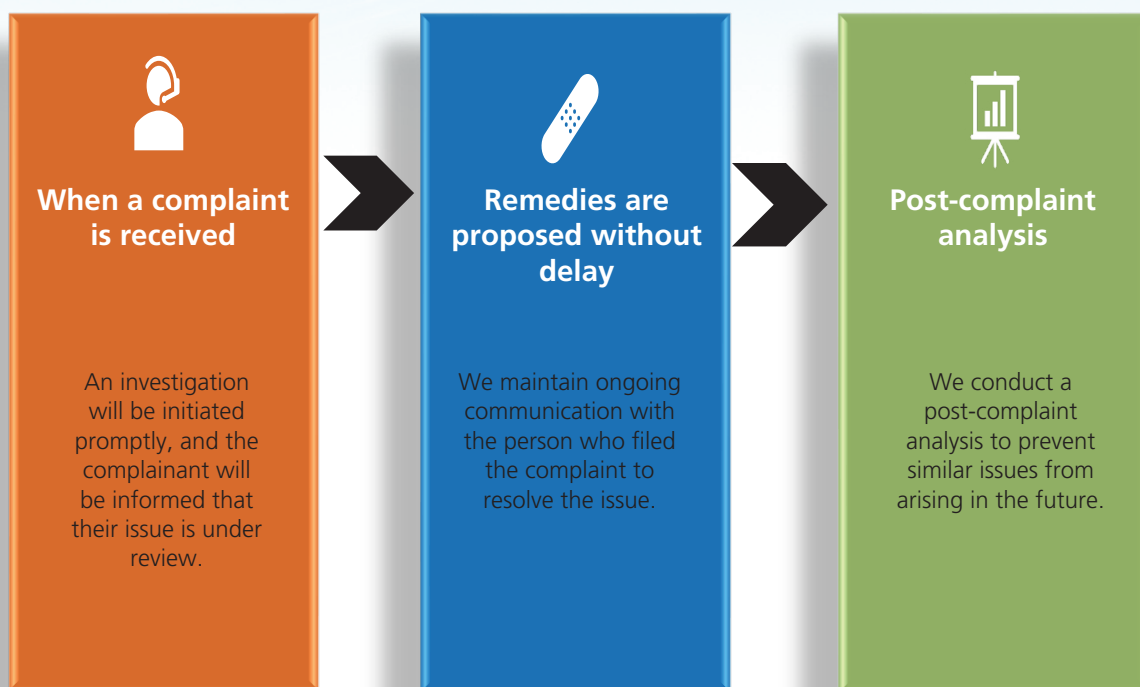 When a complaint
is received
An investigation
will be initiated
promptly, and the
complainant will
be informed that
their issue is under
review.
Remedies are
proposed without
delay
We maintain ongoing
communication with
the person who filed
the complaint to
resolve the issue.
Post-complaint
analysis
We conduct a
post-complaint
analysis to prevent
similar issues from
arising in the future.